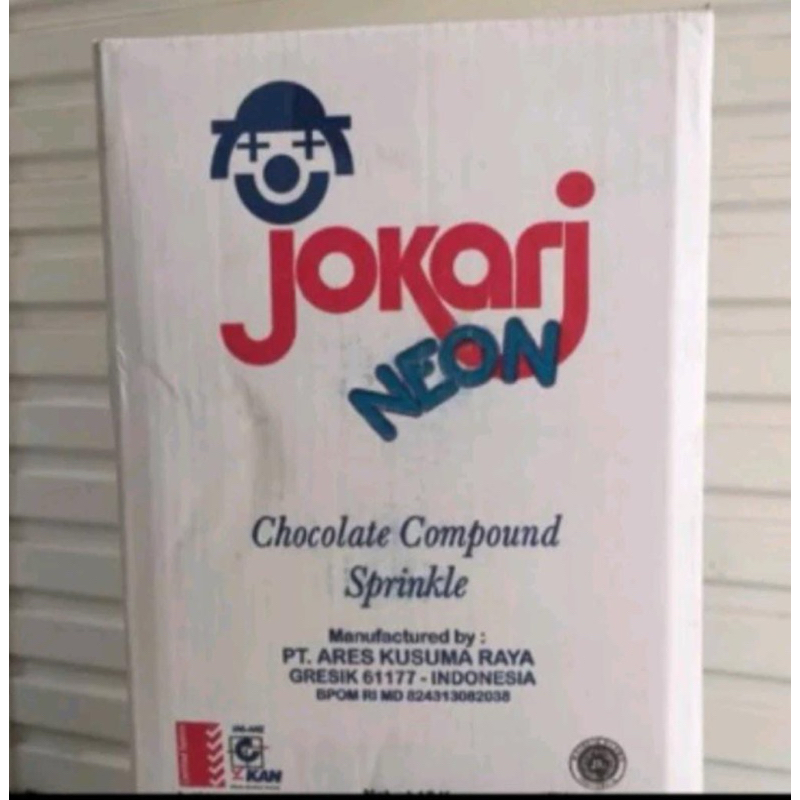 Jokarj
NEON
Chocolate Compound
Sprinkle
Manufactured by :
PT. ARES KUSUMA RAYA
GRESIK 61177 - INDONESIA
BPOM RI MD 824313082038
KAN